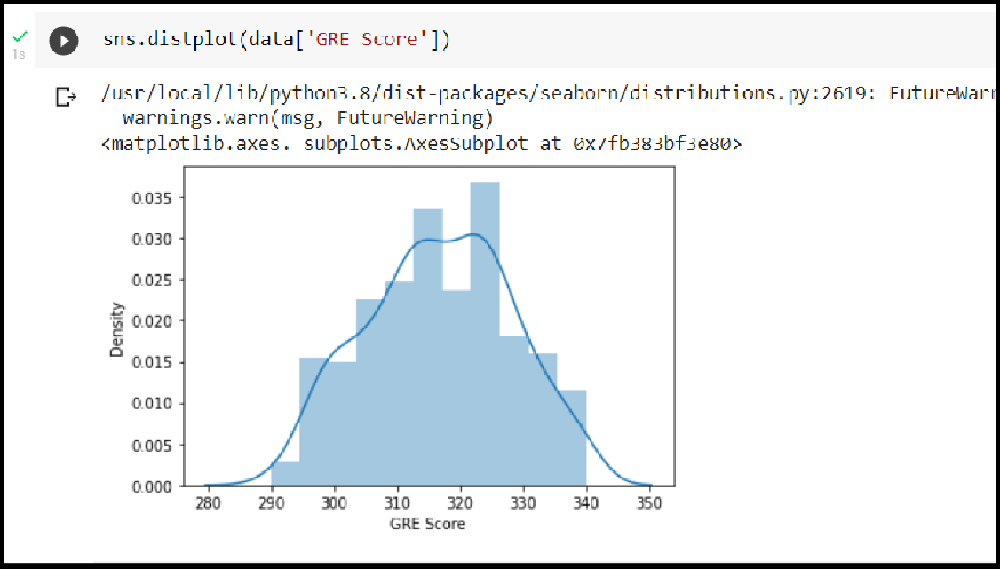 sns.distplot(data['GRE Score'])
1s
/usr/local/lib/python3.8/dist-packages/seaborn/distributions.py:2619: FutureWarn
warnings.warn(msg, FutureWarning)
<matplotlib.axes._subplots.AxesSubplot at 0x7fb383bf3e80>
0.035
0.030
0.025
0.020
0.015
0.010
0.005
0.000
Density
280 290 300 310 320 330 340 350
GRE Score